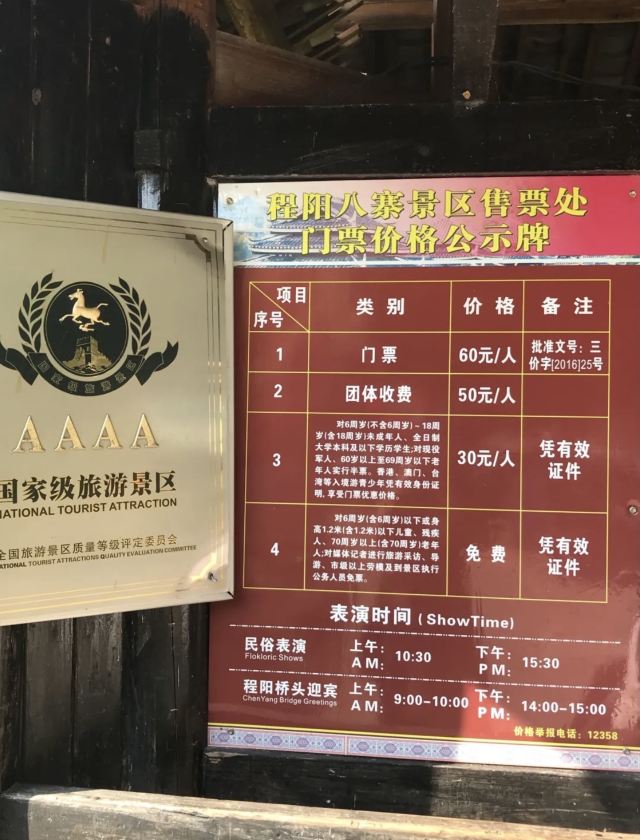 国家级旅游景区
AAAA
国家级旅游景区
NATIONAL TOURIST ATTRACTION
全国旅游景区质量等级评定委员会
NATIONAL TOURIST ATTRACTIONS QUALITY EVALUATION COMMITTEE
程阳八寨景区售票处
门票价格公示牌
项目
序号
类别
价格
备注
1
门票
60元/人
批准文号：三
价字[2016]25号
2
团体收费
50元/人
3
对6周岁(不含6周岁)~18周
岁(含18周岁)未成年人、全日制
大学本科及以下学历学生;对现役
军人、60岁以上至69周岁以下老
年人实行半票。香港、澳门、台
湾等入境游青少年凭有效身份证
明,享受门票优惠价格。
30元/人
凭有效
证件
4
对6周岁(含6周岁)以下或身
高1.2米(含1.2米)以下儿童、残疾
人、70周岁以上(含70周岁)老年
人;对媒体记者进行旅游采访、导
游、市级以上劳模及到景区执行
公务人员免票。
免费
凭有效
证件
表演时间(ShowTime)
民俗表演
Flokloric Shows
上午：
AM:
10:30
下午：
PM:
15:30
程阳桥头迎宾
ChenYang Bridge Greetings
上午：
AM:
9:00-10:00
下午：
PM:
14:00-15:00
价格举报电话：12358